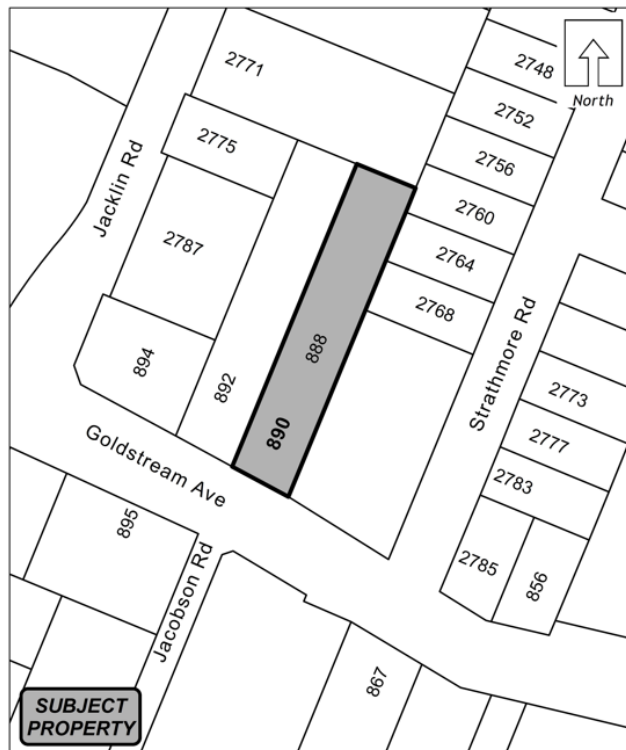 2771
2748
North
2752
2775
2756
Jacklin Rd
2760
2787
2764
2768
888
894
892
Strathmore Rd
2773
890
2777
Goldstream Ave
2783
895
2785
856
Jacobson Rd
867
SUBJECT
PROPERTY